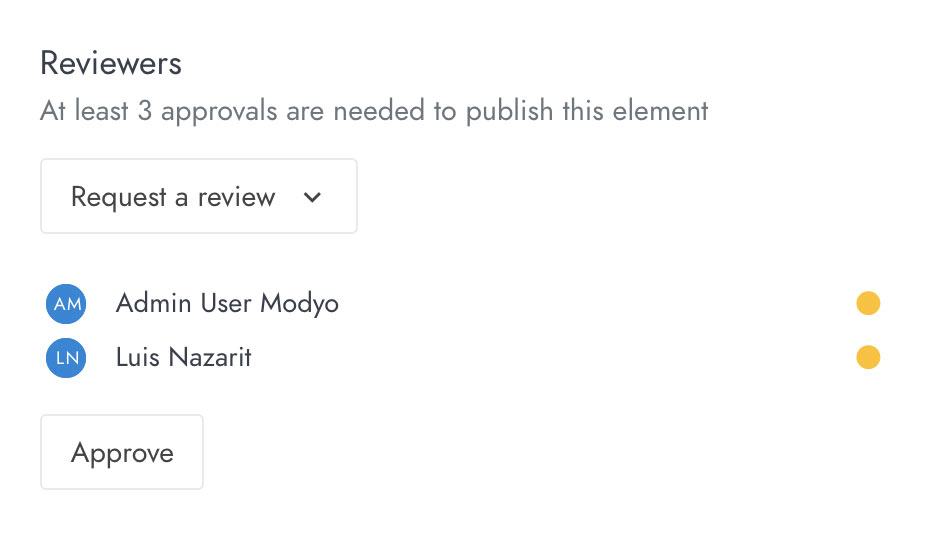 Reviewers
At least 3 approvals are needed to publish this element
Request a review
AM Admin User Modyo
LN Luis Nazarit
Approve